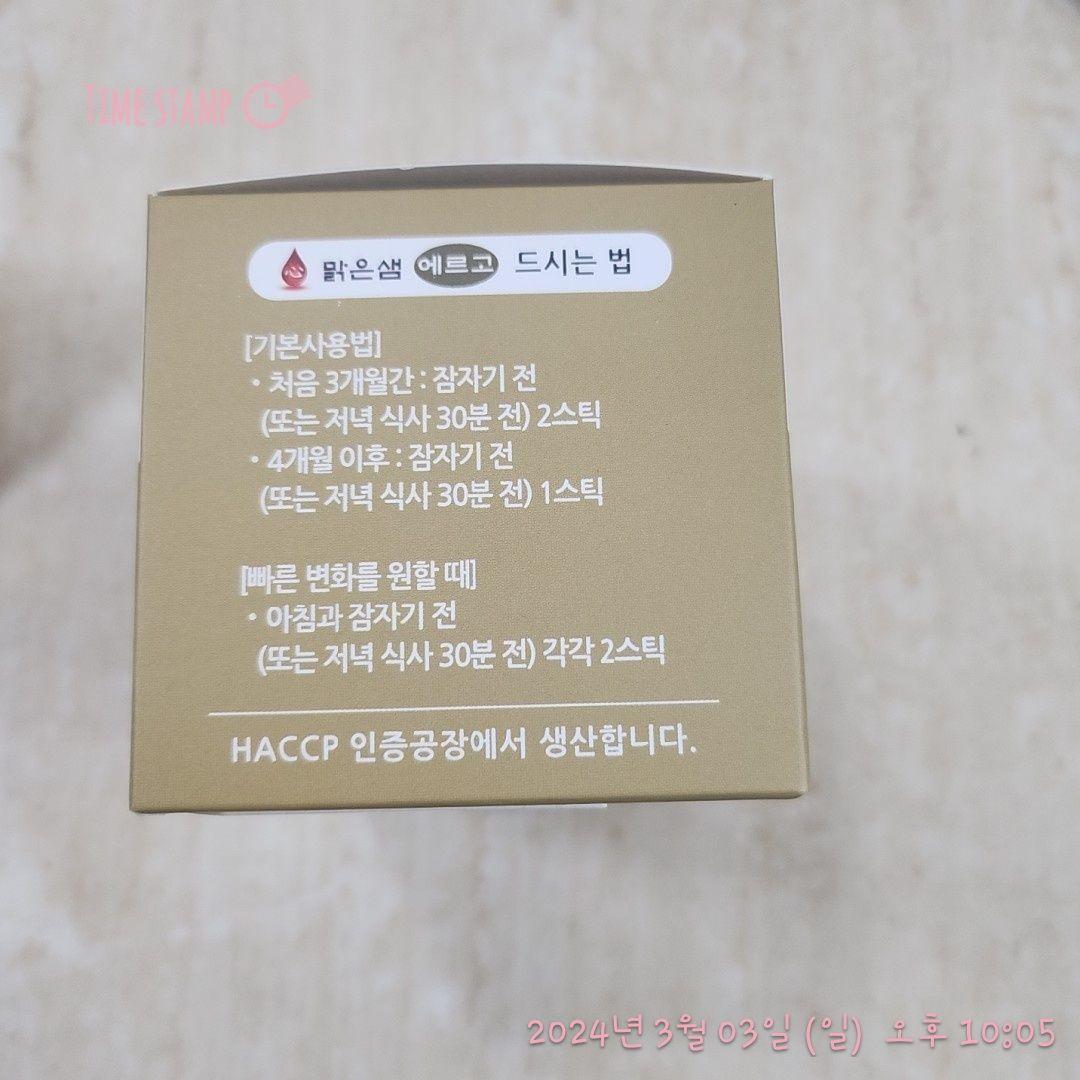 TIME STAMP
心 맑은샘 에르고 드시는 법
[기본사용법]
• 처음 3개월간 : 잠자기 전
(또는 저녁 식사 30분 전) 2스틱
• 4개월 이후 : 잠자기 전
(또는 저녁 식사 30분 전) 1스틱
[빠른 변화를 원할 때]
• 아침과 잠자기 전
(또는 저녁 식사 30분 전) 각각 2스틱
HACCP 인증공장에서 생산합니다.
2024년 3월 03일 (일) 오후 10:05